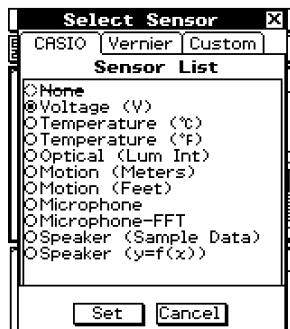 Select Sensor X
CASIO Vernier Custom
Sensor List
None
Voltage (V)
Temperature (℃)
Temperature (℉)
Optical (Lum Int)
Motion (Meters)
Motion (Feet)
Microphone
Microphone-FFT
Speaker (Sample Data)
Speaker (y=f(x))
Set Cancel